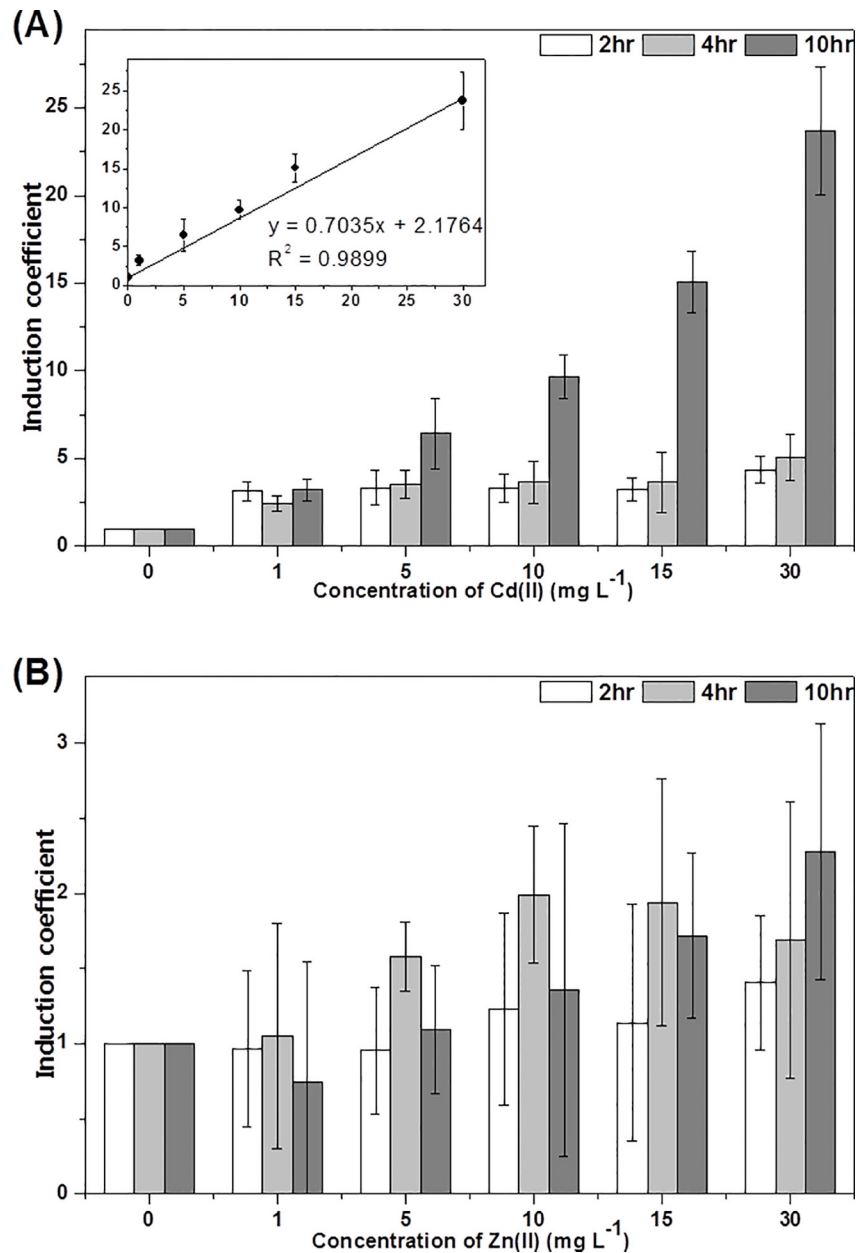 (A)
2hr 4hr 10hr
25
20
15
10
5
0
Induction coefficient
25
20
15
10
5
0
y = 0.7035x + 2.1764
R² = 0.9899
0 5 10 15 20 25 30
0 1 5 10 15 30
Concentration of Cd(II) (mg L⁻¹)
(B)
2hr 4hr 10hr
3
2
1
0
Induction coefficient
0 1 5 10 15 30
Concentration of Zn(II) (mg L⁻¹)